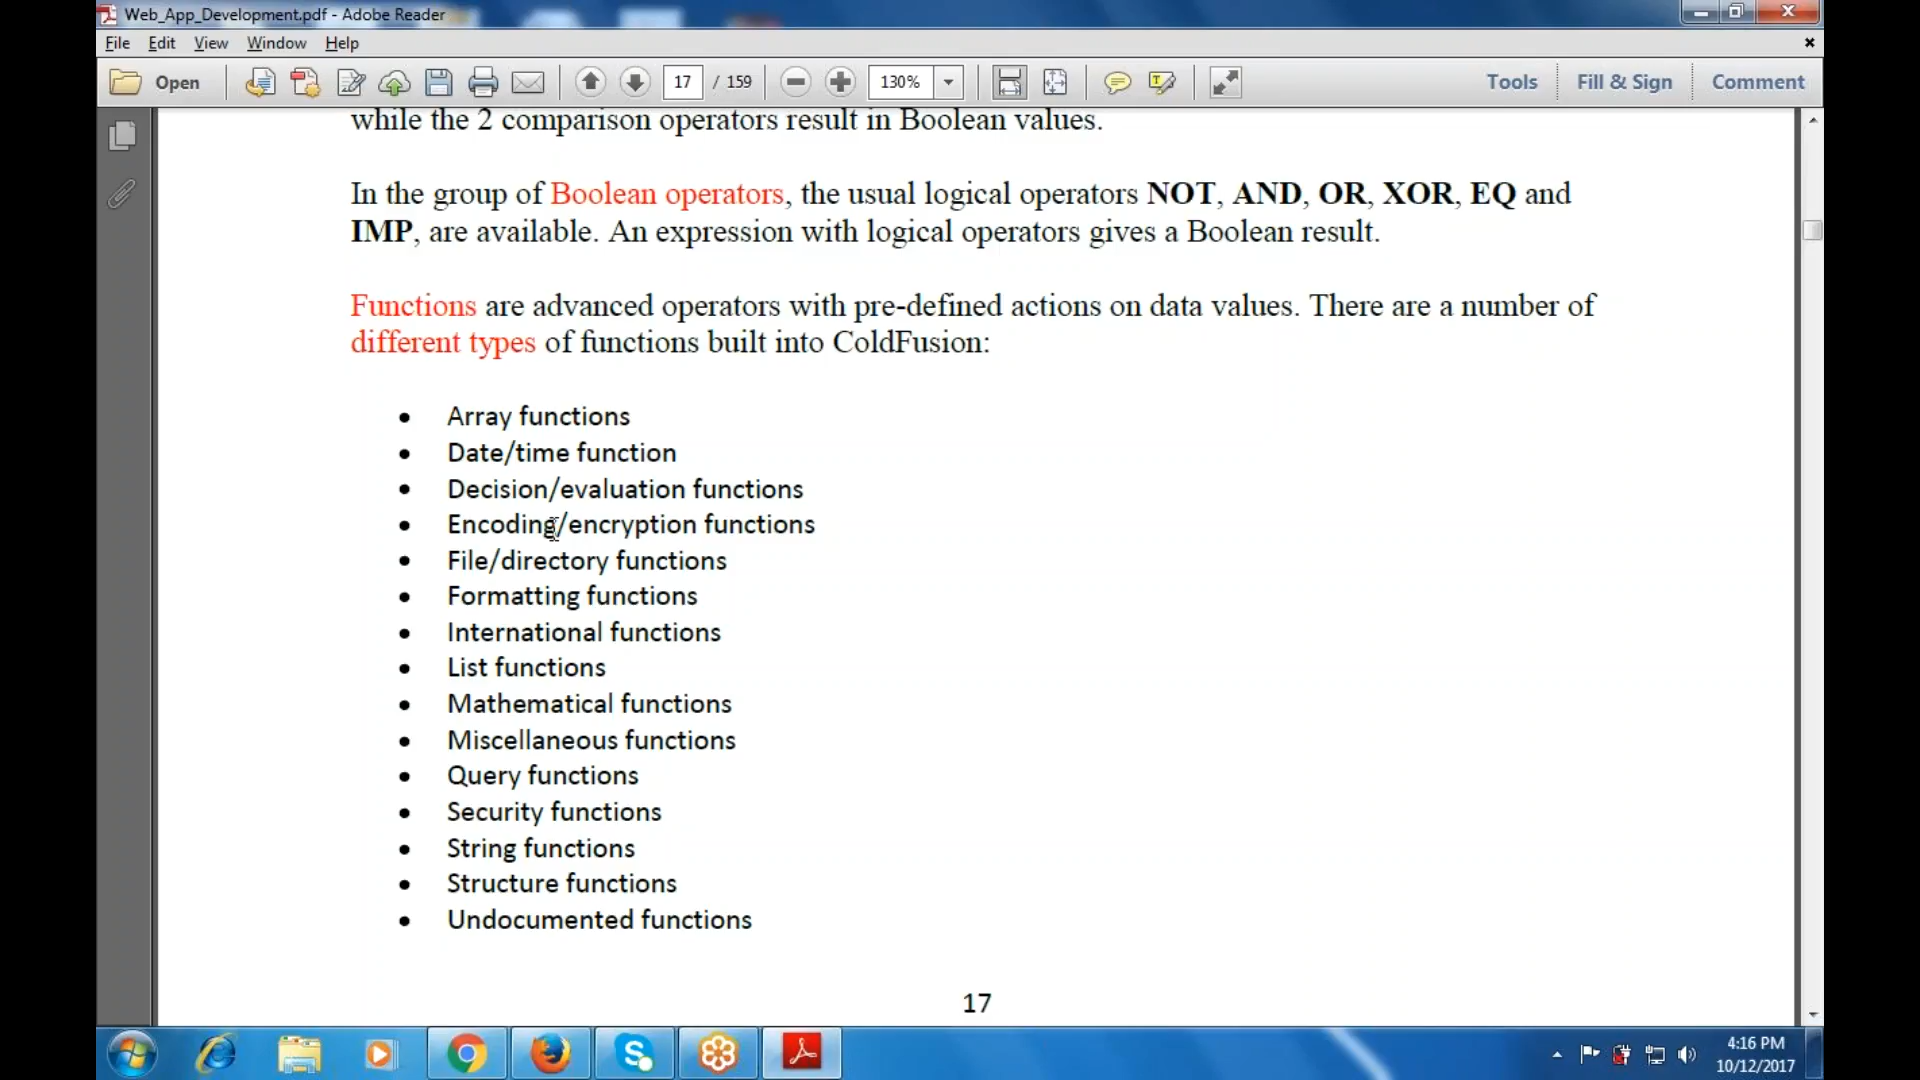 Web_App_Development.pdf - Adobe Reader
File Edit View Window Help
Open 17 / 159 130% Tools Fill & Sign Comment
while the 2 comparison operators result in Boolean values.
In the group of Boolean operators, the usual logical operators NOT, AND, OR, XOR, EQ and
IMP, are available. An expression with logical operators gives a Boolean result.
Functions are advanced operators with pre-defined actions on data values. There are a number of
different types of functions built into ColdFusion:
• Array functions
• Date/time function
• Decision/evaluation functions
• Encoding/encryption functions
• File/directory functions
• Formatting functions
• International functions
• List functions
• Mathematical functions
• Miscellaneous functions
• Query functions
• Security functions
• String functions
• Structure functions
• Undocumented functions
17
4:16 PM
10/12/2017